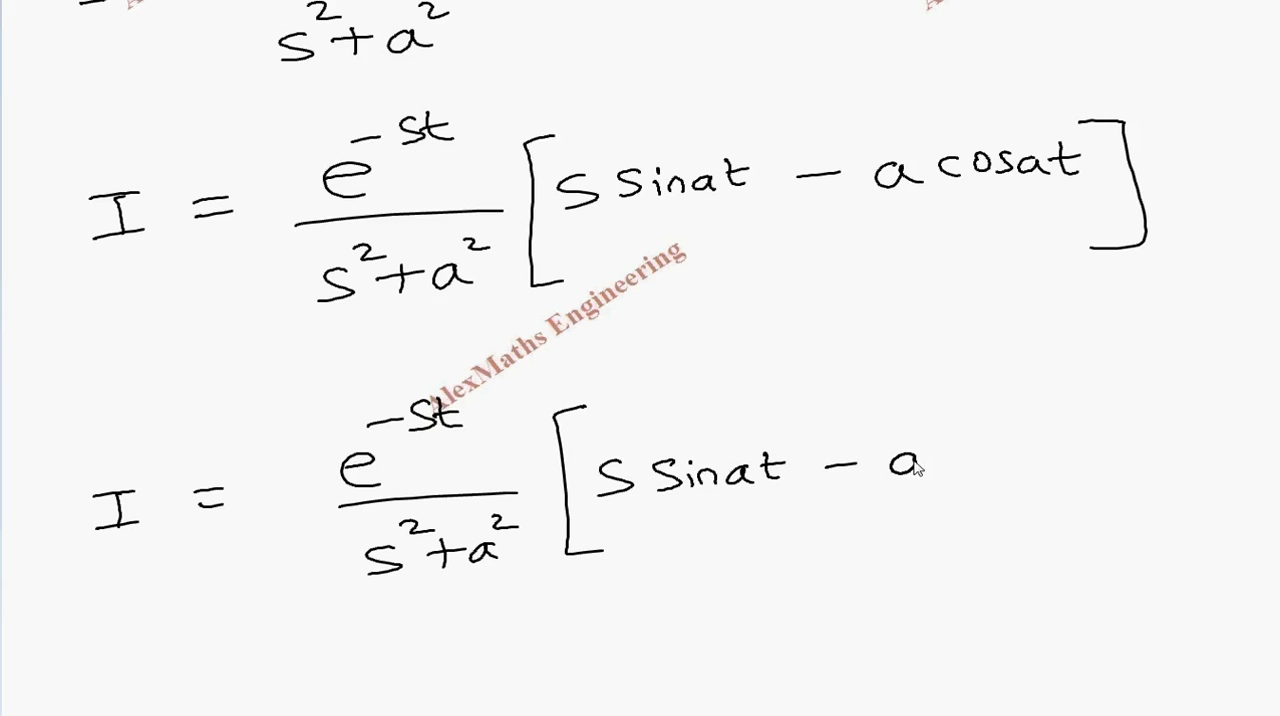 s²+a²
I = e^{-st}/(s²+a²) [s sinat - a cosat]
AlexMaths Engineering
I = e^{-st}/(s²+a²) [s sinat - a